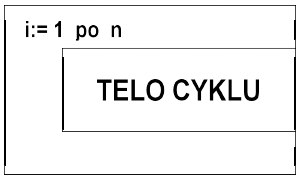 i:= 1 po n
TELO CYKLU